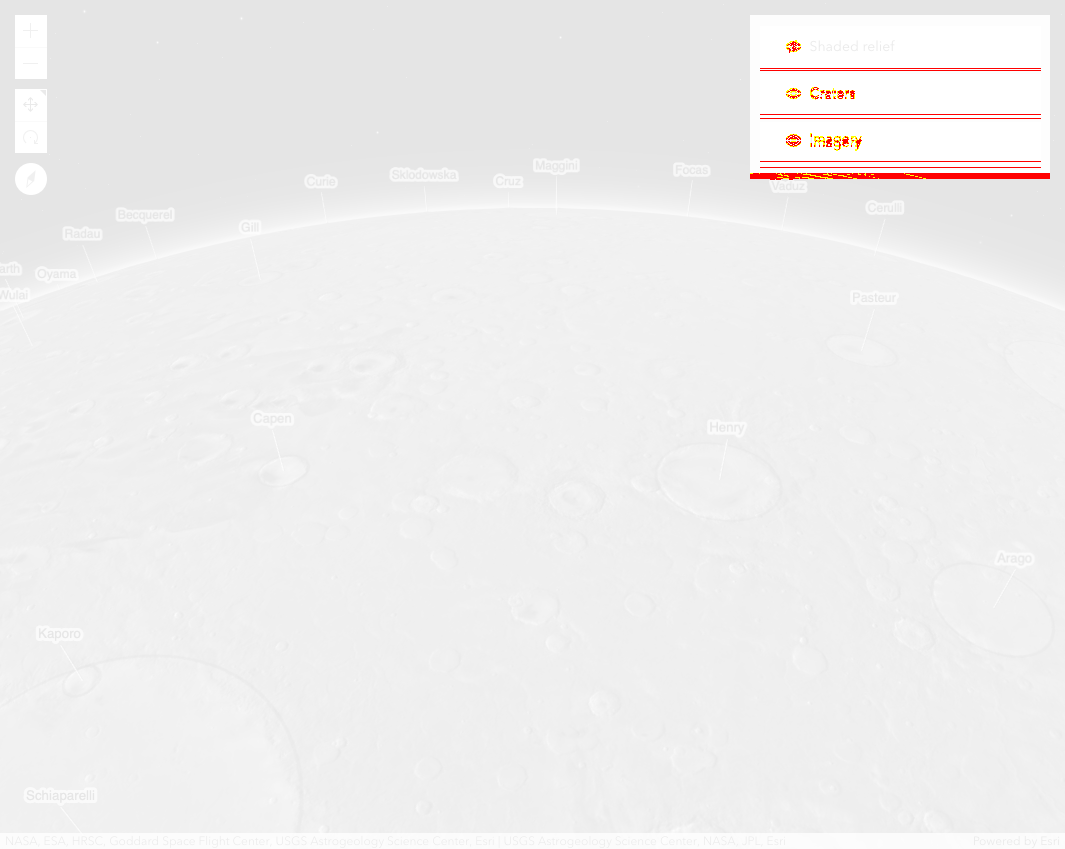 Shaded relief
Craters
Imagery
Maggini
Focas
Sklodowska
Curie
Cruz
Vaduz
Cerulli
Becquerel
Gill
Radau
arth
Oyama
Wulai
Pasteur
Capen
Henry
Arago
Kaporo
Schiaparelli
NASA, ESA, HRSC, Goddard Space Flight Center, USGS Astrogeology Science Center, Esri | USGS Astrogeology Science Center, NASA, JPL, Esri
Powered by Esri